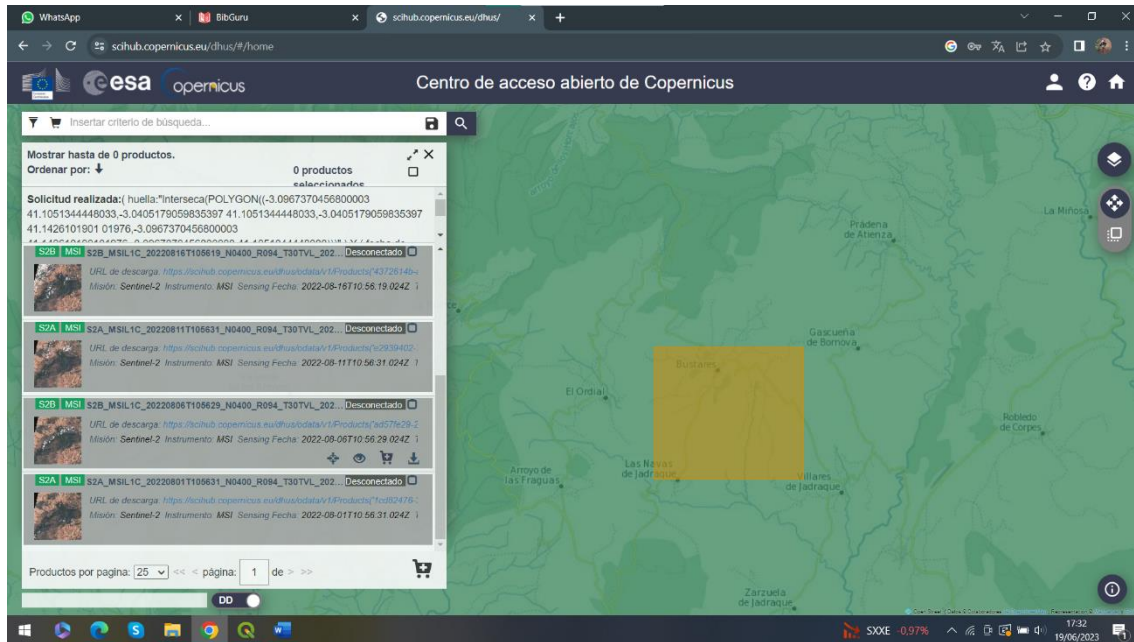 WhatsApp
BibGuru
scihub.copernicus.eu/dhus/
scihub.copernicus.eu/dhus/#/home
esa
opernicus
Centro de acceso abierto de Copernicus
Insertar criterio de búsqueda...
Mostrar hasta de 0 productos.
Ordenar por:
0 productos
seleccionados
Solicitud realizada:( huella:"Interseca(POLYGON((-3.0967370456800003
41.1051344448033,-3.0405179059835397 41.1051344448033,-3.0405179059835397
41.1426101901 01976,-3.0967370456800003
S2B MSI S2B_MSIL1C_20220816T105619_N0400_R094_T30TVL_202... Desconectado
URL de descarga: https://scihub.copernicus.eu/dhus/odata/v1/Products('4372614b-
Misión: Sentinel-2 Instrumento: MSI Sensing Fecha: 2022-08-16T10:56:19.024Z
S2A MSI S2A_MSIL1C_20220811T105631_N0400_R094_T30TVL_202... Desconectado
URL de descarga: https://scihub.copernicus.eu/dhus/odata/v1/Products('e2939402-
Misión: Sentinel-2 Instrumento: MSI Sensing Fecha: 2022-08-11T10:56:31.024Z
S2B MSI S2B_MSIL1C_20220806T105629_N0400_R094_T30TVL_202... Desconectado
URL de descarga: https://scihub.copernicus.eu/dhus/odata/v1/Products('ad57fe29-2
Misión: Sentinel-2 Instrumento: MSI Sensing Fecha: 2022-08-06T10:56:29.024Z
S2A MSI S2A_MSIL1C_20220801T105631_N0400_R094_T30TVL_202... Desconectado
URL de descarga: https://scihub.copernicus.eu/dhus/odata/v1/Products('1cd82476-
Misión: Sentinel-2 Instrumento: MSI Sensing Fecha: 2022-08-01T10:56:31.024Z
Productos por pagina: 25 << < página: 1 de > >>
DD
La Miñosa
Prádena
de Atienza
Gascueña
de Bornova
Bustares
El Ordial
Robledo
de Corpes
Arroyo de
las Fraguas
Las Navas
de Jadraque
Villares
de Jadraque
Zarzuela
de Jadraque
SXXE -0,97%
17:32
19/06/2023